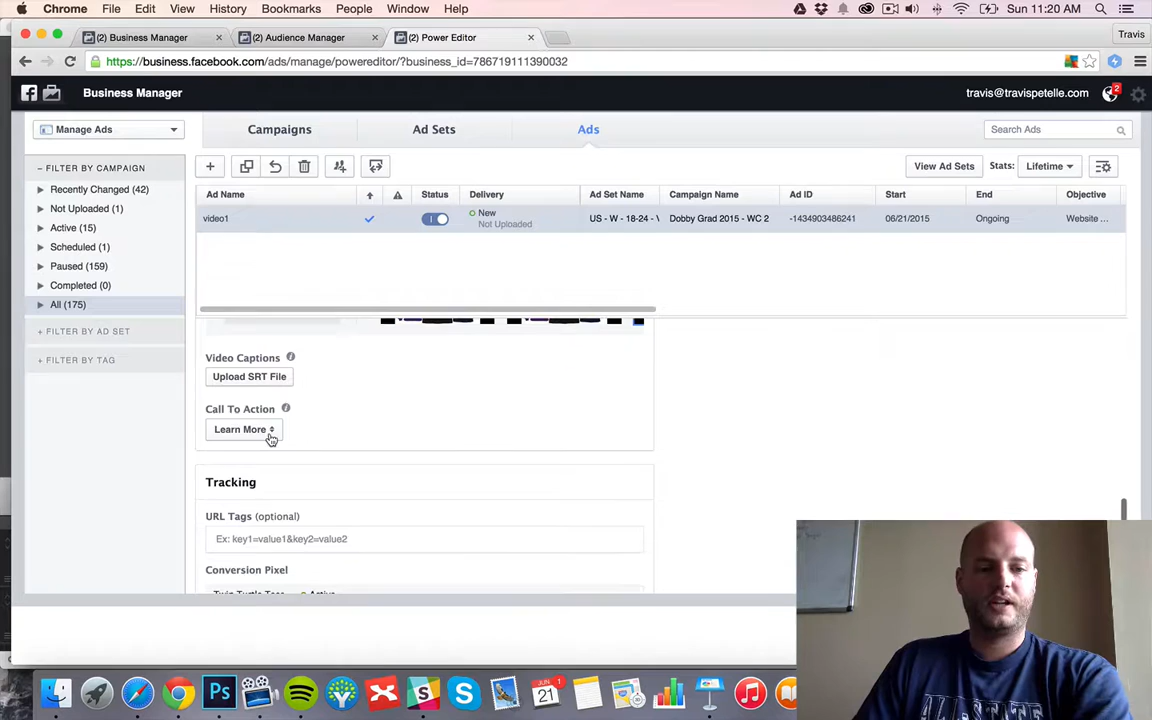 Chrome File Edit View History Bookmarks People Window Help Sun 11:20 AM
(2) Business Manager × (2) Audience Manager × (2) Power Editor × Travis
https://business.facebook.com/ads/manage/powereditor/?business_id=786719111390032
Business Manager travis@travispetelle.com 2
Manage Ads Campaigns Ad Sets Ads Search Ads
FILTER BY CAMPAIGN View Ad Sets Stats: Lifetime
Recently Changed (42) Ad Name Status Delivery Ad Set Name Campaign Name Ad ID Start End Objective
Not Uploaded (1) video1 New Not Uploaded US - W - 18-24 - Dobby Grad 2015 - WC 2 -1434903486241 06/21/2015 Ongoing Website ...
Active (15)
Scheduled (1)
Paused (159)
Completed (0)
All (175)
+ FILTER BY AD SET
+ FILTER BY TAG
Video Captions
Upload SRT File
Call To Action
Learn More
Tracking
URL Tags (optional)
Ex: key1=value1&key2=value2
Conversion Pixel
JUN 21 1